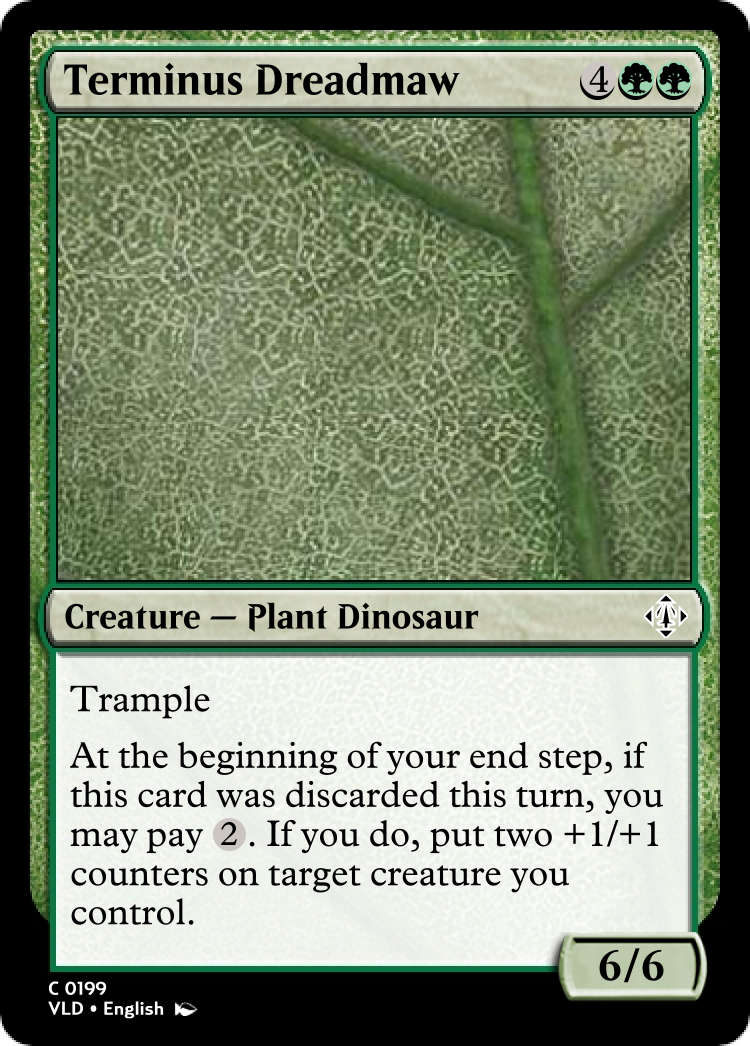 Terminus Dreadmaw 4
Creature — Plant Dinosaur
Trample
At the beginning of your end step, if
this card was discarded this turn, you
may pay 2. If you do, put two +1/+1
counters on target creature you
control.
6/6
C 0199
VLD • English